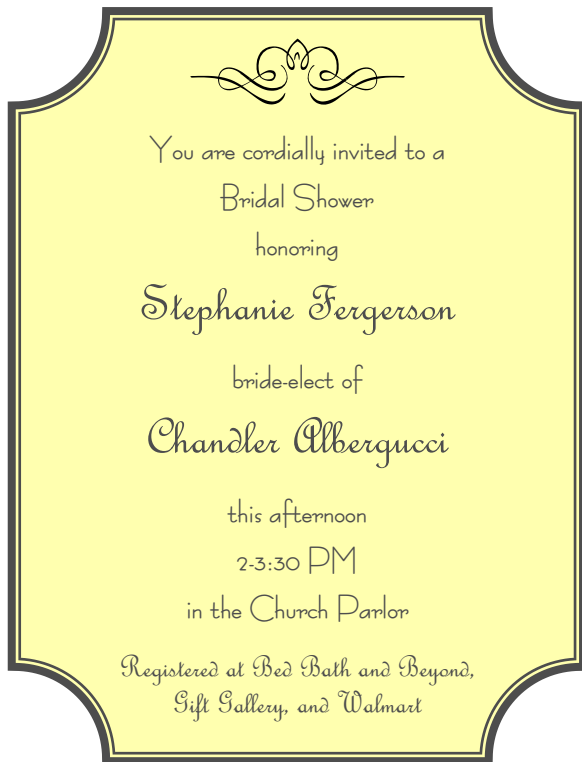 You are cordially invited to a
Bridal Shower
honoring
Stephanie Fergerson
bride-elect of
Chandler Albergucci
this afternoon
2-3:30 PM
in the Church Parlor
Registered at Bed Bath and Beyond,
Gift Gallery, and Walmart